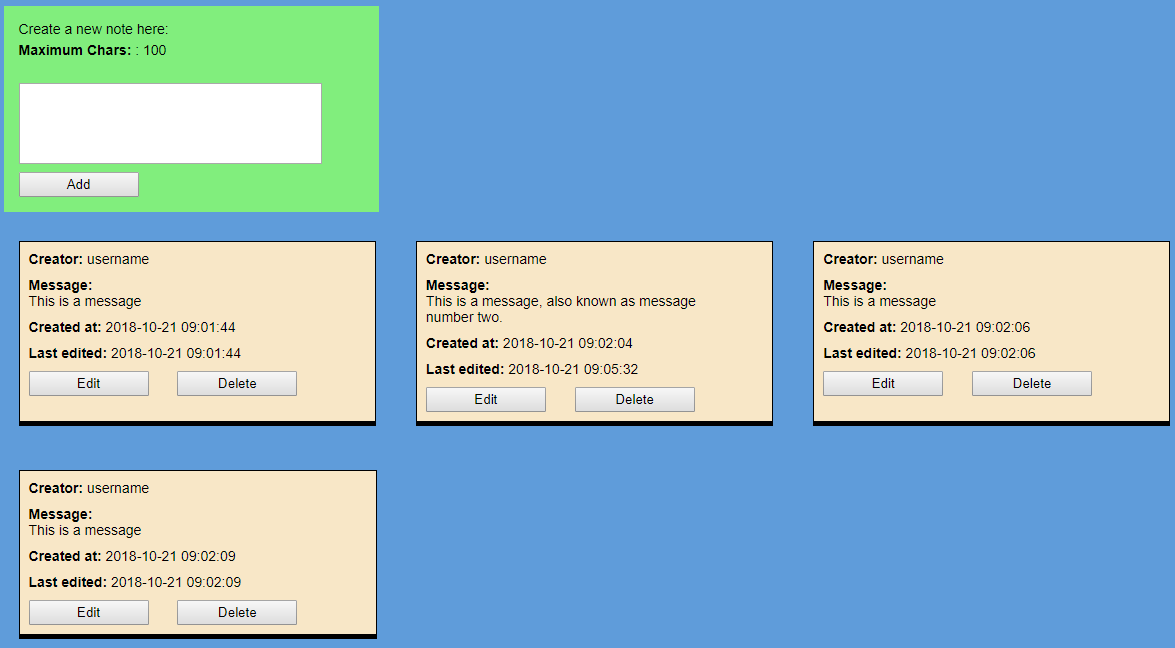 Create a new note here:
Maximum Chars: : 100
Add
Creator: username
Message:
This is a message
Created at: 2018-10-21 09:01:44
Last edited: 2018-10-21 09:01:44
Edit Delete
Creator: username
Message:
This is a message, also known as message
number two.
Created at: 2018-10-21 09:02:04
Last edited: 2018-10-21 09:05:32
Edit Delete
Creator: username
Message:
This is a message
Created at: 2018-10-21 09:02:06
Last edited: 2018-10-21 09:02:06
Edit Delete
Creator: username
Message:
This is a message
Created at: 2018-10-21 09:02:09
Last edited: 2018-10-21 09:02:09
Edit Delete